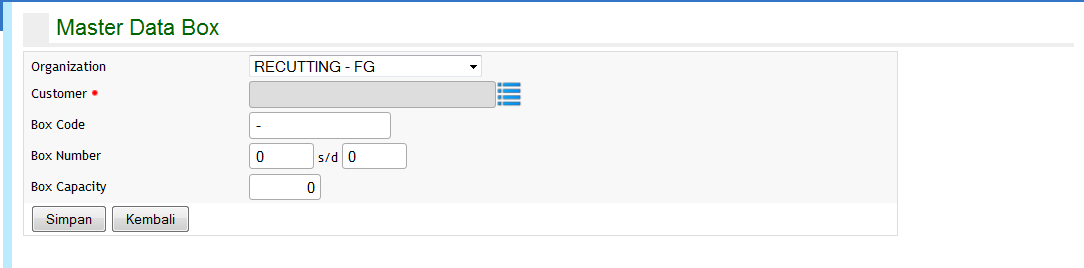 Master Data Box
Organization RECUTTING - FG
Customer
Box Code -
Box Number 0 s/d 0
Box Capacity 0
Simpan Kembali